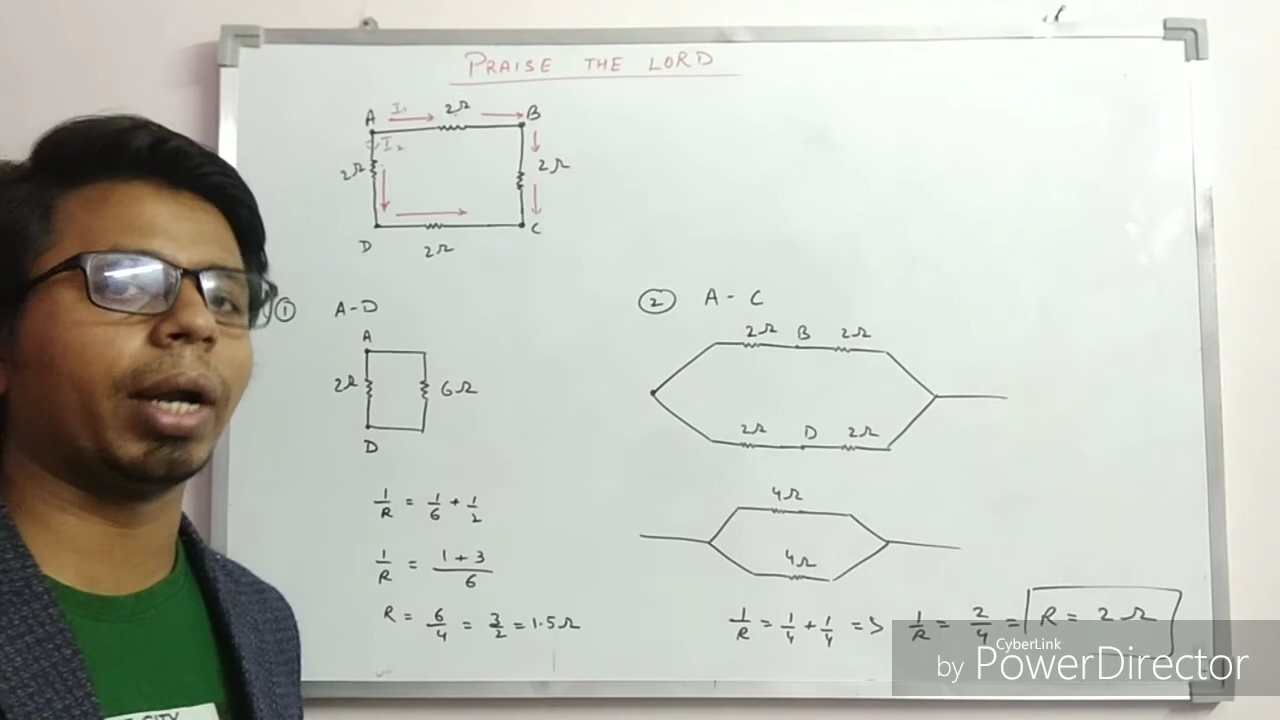 PRAISE THE LORD
A I₁ 2Ω B
I₂
2Ω 2Ω
D 2Ω C
① A-D
A
2Ω 6Ω
D
1/R = 1/6 + 1/2
1/R = 1+3/6
R = 6/4 = 3/2 = 1.5Ω
② A - C
2Ω B 2Ω
2Ω D 2Ω
4Ω
4Ω
1/R = 1/4 + 1/4 => 1/R = 2/4 = R = 2Ω
CyberLink
by PowerDirector